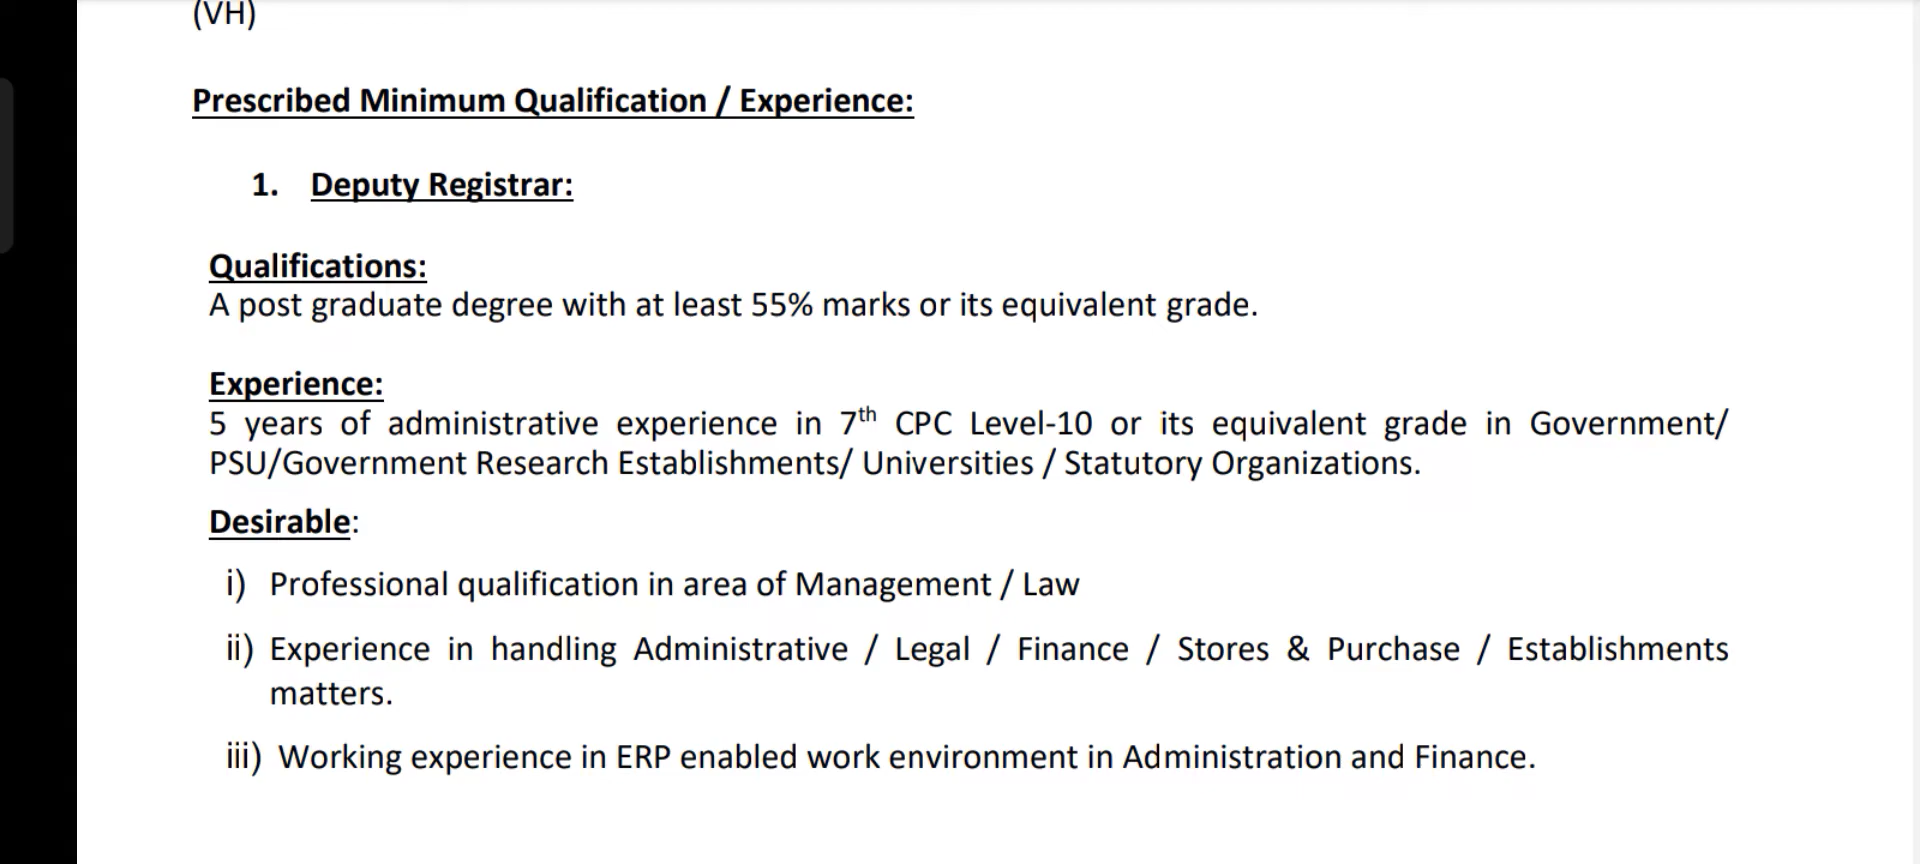 (VH)
Prescribed Minimum Qualification / Experience:
1. Deputy Registrar:
Qualifications:
A post graduate degree with at least 55% marks or its equivalent grade.
Experience:
5 years of administrative experience in 7th CPC Level-10 or its equivalent grade in Government/
PSU/Government Research Establishments/ Universities / Statutory Organizations.
Desirable:
i) Professional qualification in area of Management / Law
ii) Experience in handling Administrative / Legal / Finance / Stores & Purchase / Establishments
matters.
iii) Working experience in ERP enabled work environment in Administration and Finance.